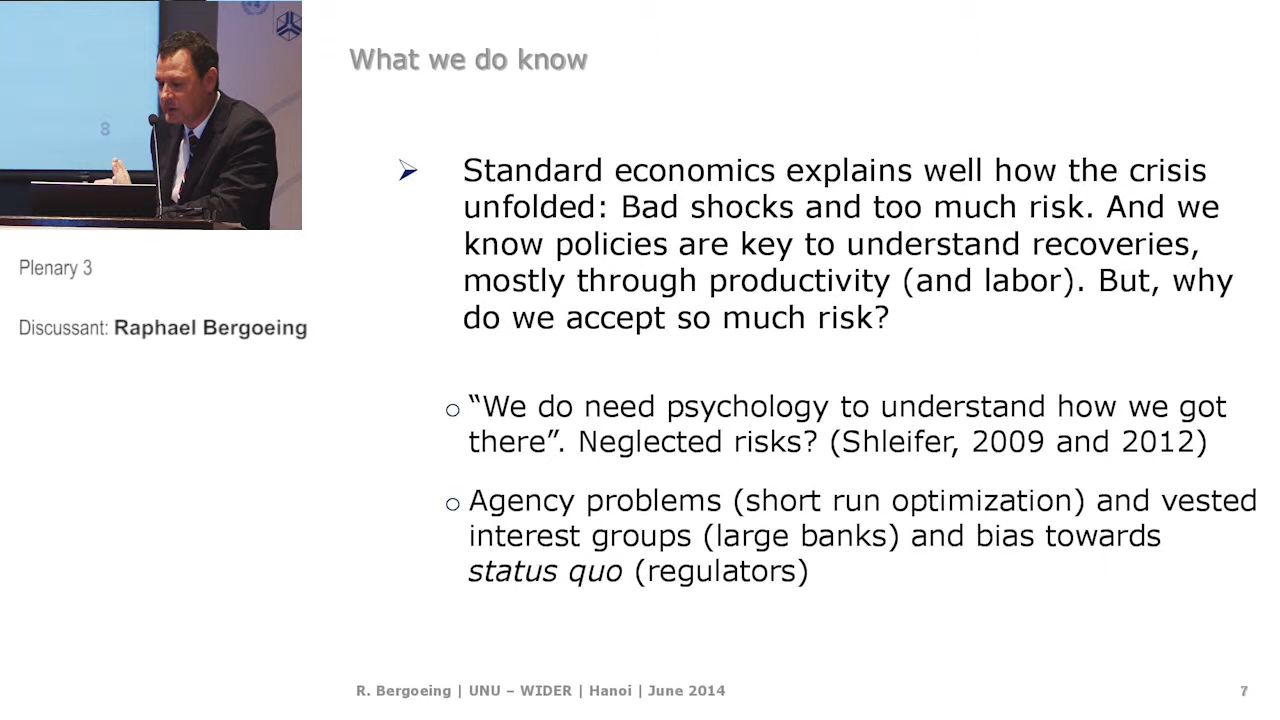 8
Plenary 3
Discussant: Raphael Bergoeing
What we do know
Standard economics explains well how the crisis
unfolded: Bad shocks and too much risk. And we
know policies are key to understand recoveries,
mostly through productivity (and labor). But, why
do we accept so much risk?
“We do need psychology to understand how we got
there”. Neglected risks? (Shleifer, 2009 and 2012)
Agency problems (short run optimization) and vested
interest groups (large banks) and bias towards
status quo (regulators)
R. Bergoeing | UNU – WIDER | Hanoi | June 2014
7